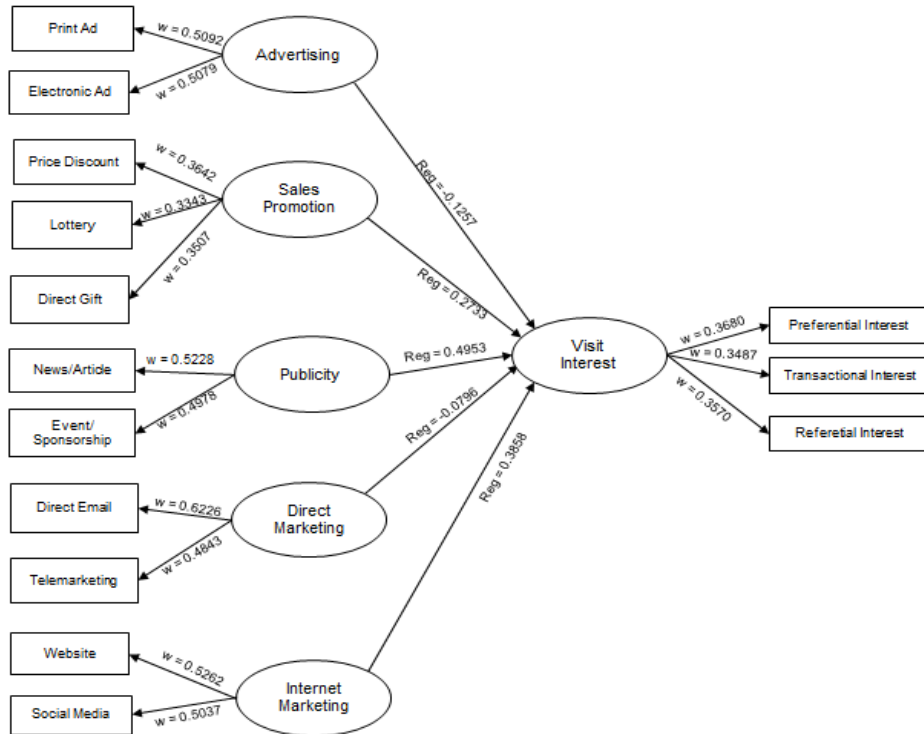 Print Ad
w = 0.5092
Advertising
Electronic Ad
w = 0.5079
Reg = -0.1257
Price Discount
w = 0.3642
Sales
Promotion
Lottery
w = 0.3343
Direct Gift
w = 0.3507
Reg = 0.2733
News/Article
w = 0.5228
Publicity
Reg = 0.4953
Event/
Sponsorship
w = 0.4978
Visit
Interest
w = 0.3680
Preferential Interest
w = 0.3487
Transactional Interest
w = 0.3570
Referetial Interest
Reg = -0.0796
Direct Email
w = 0.6226
Direct
Marketing
Telemarketing
w = 0.4843
Reg = 0.3858
Website
w = 0.5262
Internet
Marketing
Social Media
w = 0.5037